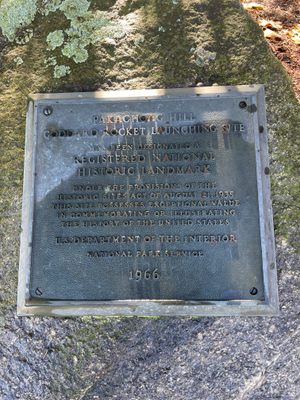 PAKACHOAG HILL
GODDARD ROCKET LAUNCHING SITE
HAS BEEN DESIGNATED A
REGISTERED NATIONAL
HISTORIC LANDMARK
UNDER THE PROVISIONS OF THE
HISTORIC SITES ACT OF AUGUST 21, 1935
THIS SITE POSSESSES EXCEPTIONAL VALUE
IN COMMEMORATING OR ILLUSTRATING
THE HISTORY OF THE UNITED STATES
U.S. DEPARTMENT OF THE INTERIOR
NATIONAL PARK SERVICE
1966